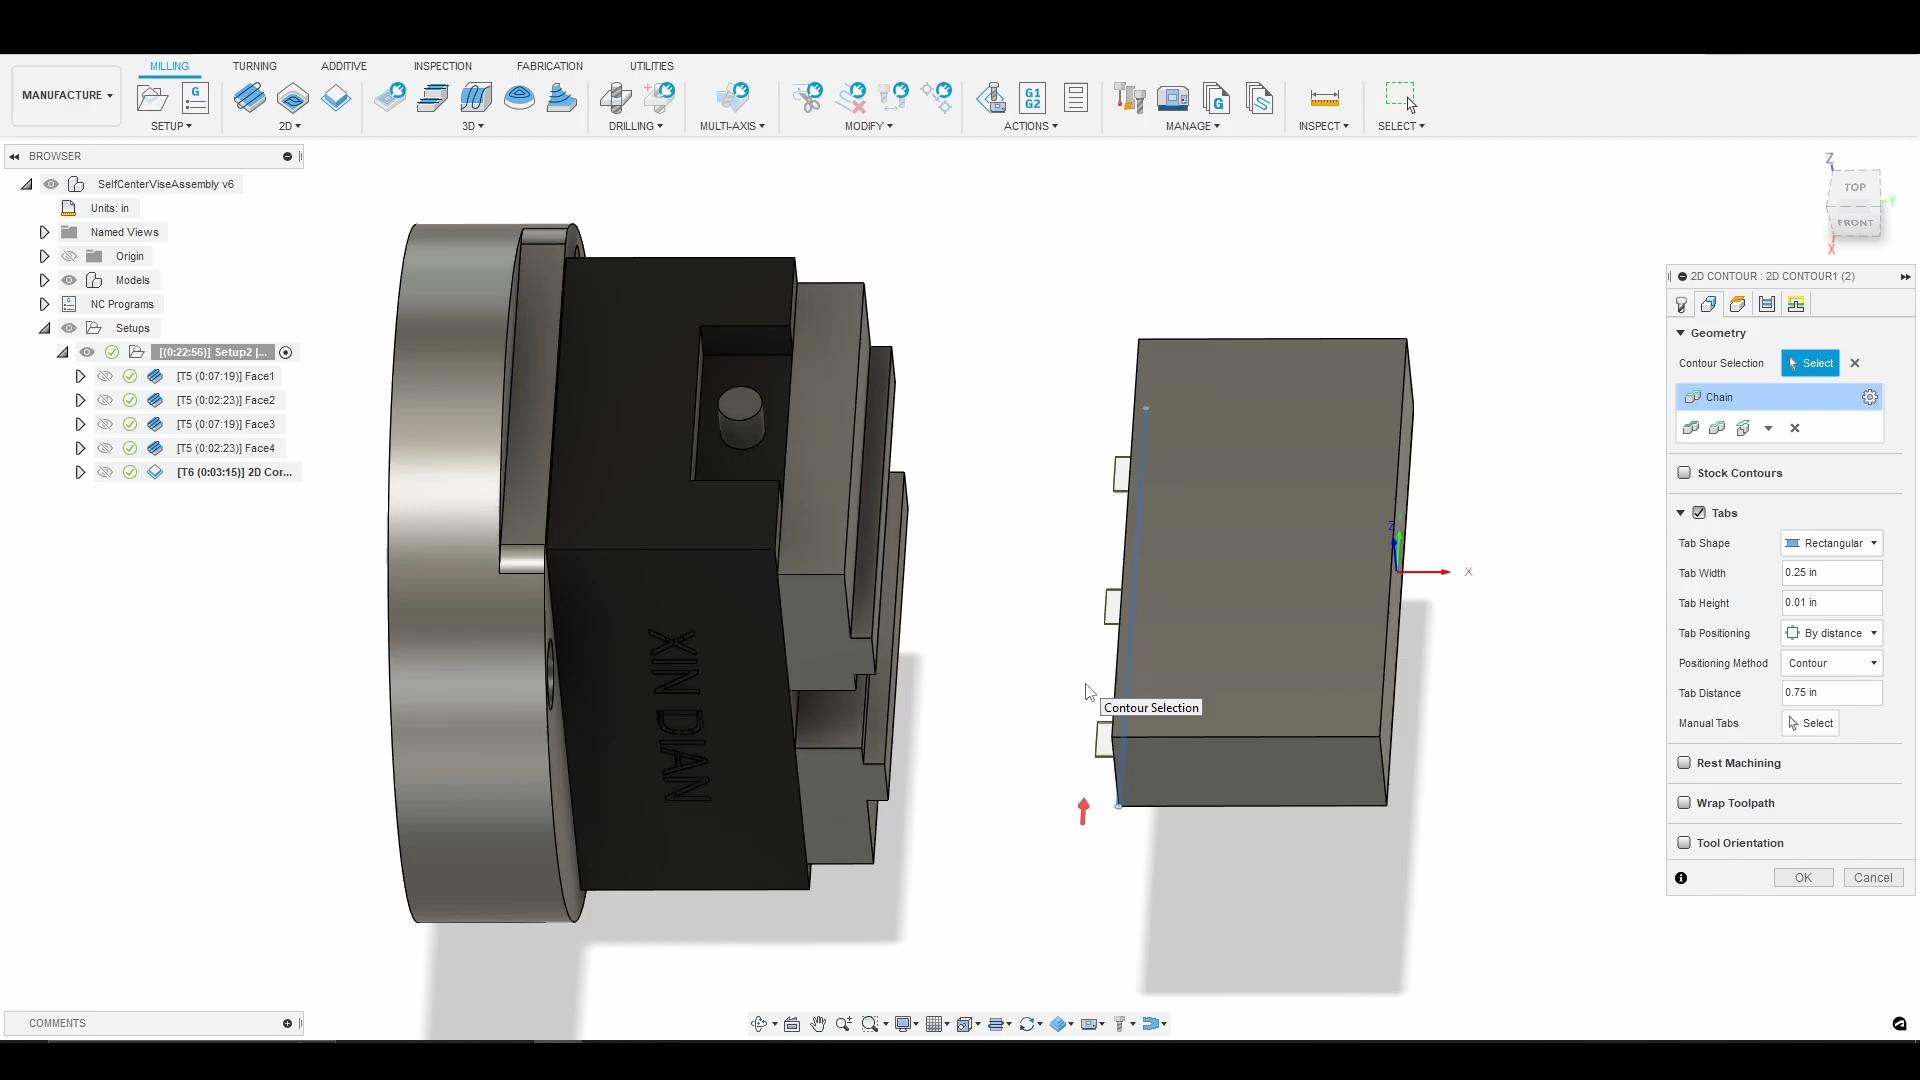 MILLING TURNING ADDITIVE INSPECTION FABRICATION UTILITIES
MANUFACTURE
G
G1
G2
G
SETUP 2D 3D DRILLING MULTI-AXIS MODIFY ACTIONS MANAGE INSPECT SELECT
BROWSER
SelfCenterViseAssembly v6
Units: in
Named Views
Origin
Models
NC Programs
Setups
[(0:22:56)] Setup2 |...
[T5 (0:07:19)] Face1
[T5 (0:02:23)] Face2
[T5 (0:07:19)] Face3
[T5 (0:02:23)] Face4
[T6 (0:03:15)] 2D Cor...
XIN DIAN
Contour Selection
Z
X
Z
TOP
Y
FRONT
X
2D CONTOUR : 2D CONTOUR1 (2)
Geometry
Contour Selection Select
Chain
Stock Contours
Tabs
Tab Shape Rectangular
Tab Width 0.25 in
Tab Height 0.01 in
Tab Positioning By distance
Positioning Method Contour
Tab Distance 0.75 in
Manual Tabs Select
Rest Machining
Wrap Toolpath
Tool Orientation
OK Cancel
COMMENTS